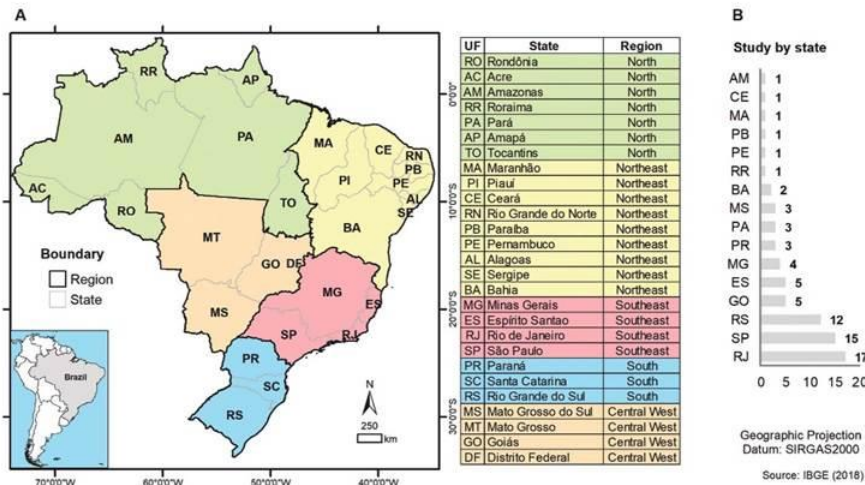 A
RR
AP
AM
PA
MA
CE
RN
PB
PI
PE
AL
SE
AC
RO
TO
BA
MT
GO DF
MG
ES
MS
SP
RJ
PR
SC
RS
Boundary
Region
State
Brazil
N
250
km
70°0'0"W 60°0'0"W 50°0'0"W 40°0'0"W
0°0'0"
10°0'0"S
20°0'0"S
30°0'0"S
UF State Region
RO Rondônia North
AC Acre North
AM Amazonas North
RR Roraima North
PA Pará North
AP Amapá North
TO Tocantins North
MA Maranhão Northeast
PI Piauí Northeast
CE Ceará Northeast
RN Rio Grande do Norte Northeast
PB Paraíba Northeast
PE Pernambuco Northeast
AL Alagoas Northeast
SE Sergipe Northeast
BA Bahia Northeast
MG Minas Gerais Southeast
ES Espírito Santao Southeast
RJ Rio de Janeiro Southeast
SP São Paulo Southeast
PR Paraná South
SC Santa Catarina South
RS Rio Grande do Sul South
MS Mato Grosso do Sul Central West
MT Mato Grosso Central West
GO Goiás Central West
DF Distrito Federal Central West
B
Study by state
AM 1
CE 1
MA 1
PB 1
PE 1
RR 1
BA 2
MS 3
PA 3
PR 3
MG 4
ES 5
GO 5
RS 12
SP 15
RJ 17
0 5 10 15 20
Geographic Projection
Datum: SIRGAS2000
Source: IBGE (2018)